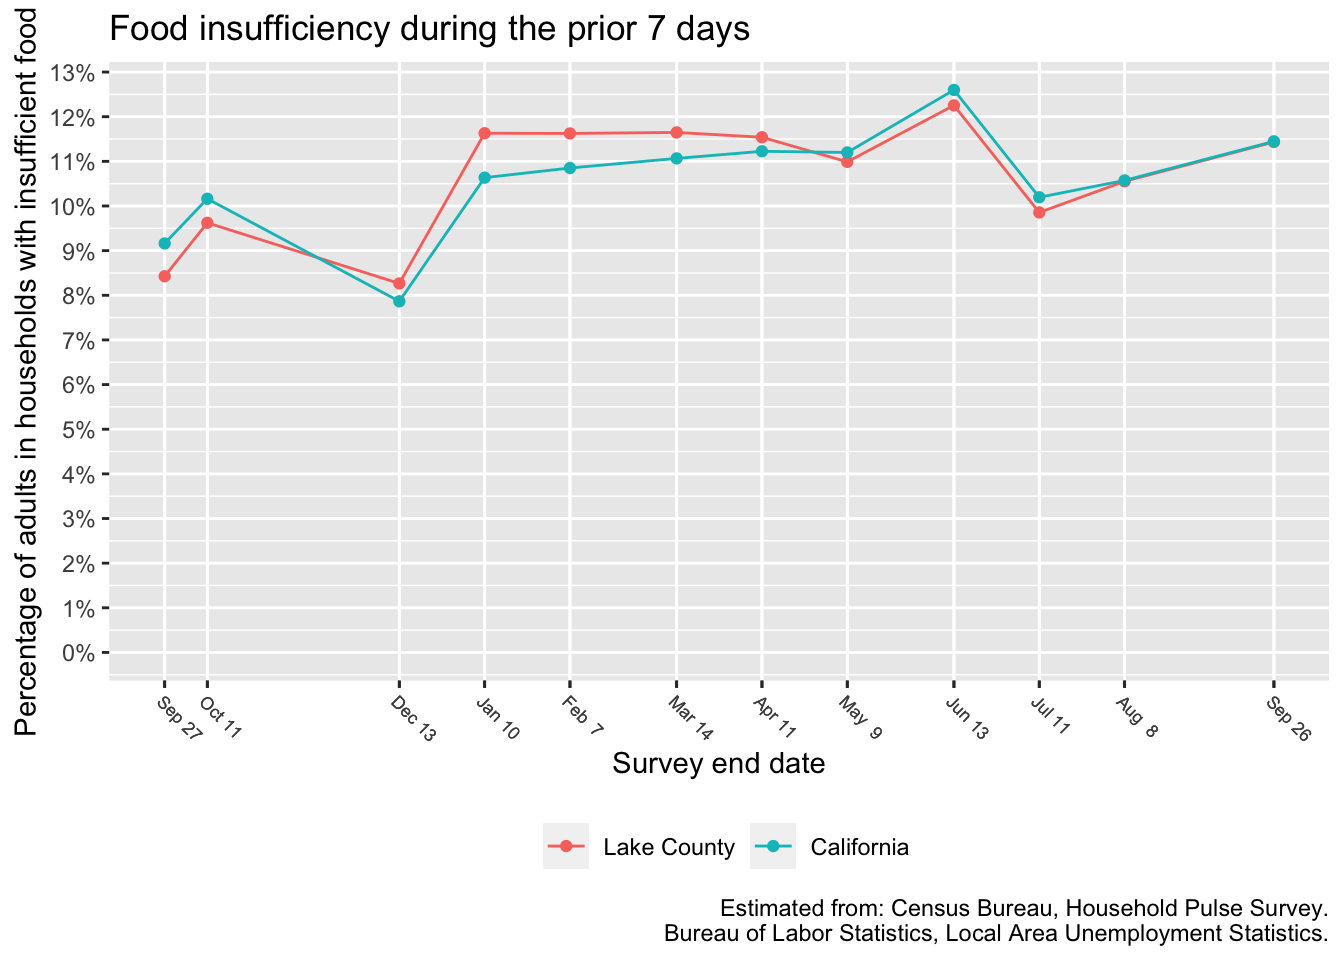 Food insufficiency during the prior 7 days
Percentage of adults in households with insufficient food
13%
12%
11%
10%
9%
8%
7%
6%
5%
4%
3%
2%
1%
0%
Sep 27
Oct 11
Dec 13
Jan 10
Feb 7
Mar 14
Apr 11
May 9
Jun 13
Jul 11
Aug 8
Sep 26
Survey end date
Lake County
California
Estimated from: Census Bureau, Household Pulse Survey.
Bureau of Labor Statistics, Local Area Unemployment Statistics.